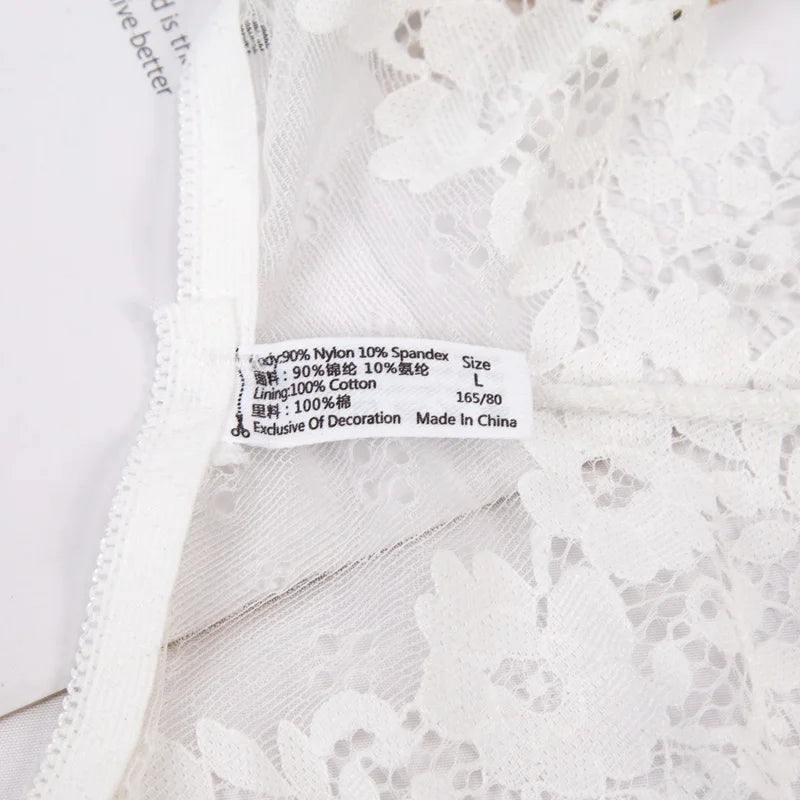 d is th
ive better
ody:90% Nylon 10% Spandex
面料：90%锦纶 10%氨纶
Lining:100% Cotton
里料：100%棉
Exclusive Of Decoration
Size
L
165/80
Made In China